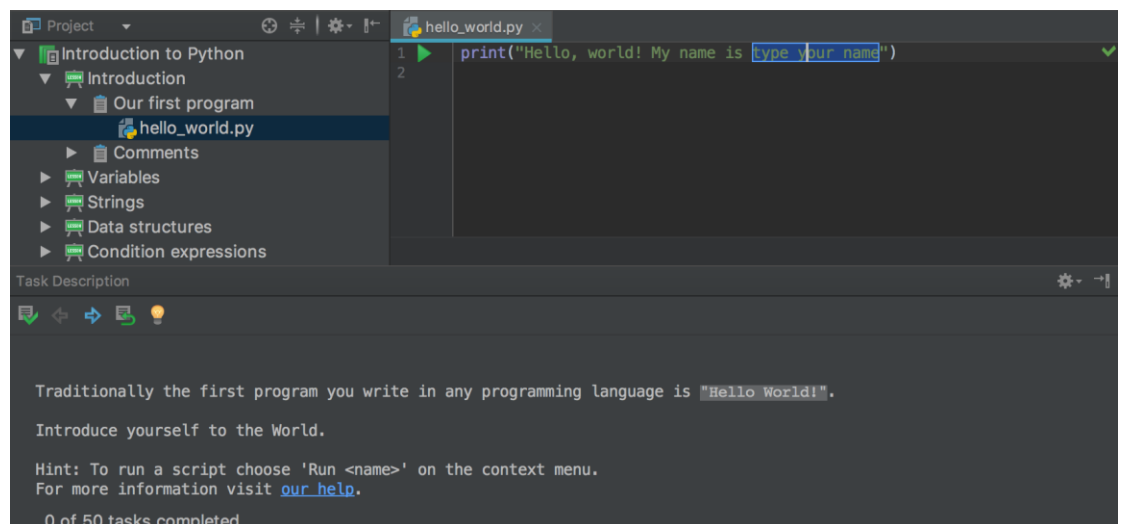 Project
hello_world.py
Introduction to Python
Introduction
Our first program
hello_world.py
Comments
Variables
Strings
Data structures
Condition expressions
1 print("Hello, world! My name is type your name")
2
Task Description
Traditionally the first program you write in any programming language is "Hello World!".
Introduce yourself to the World.
Hint: To run a script choose 'Run <name>' on the context menu.
For more information visit our help.
0 of 50 tasks completed